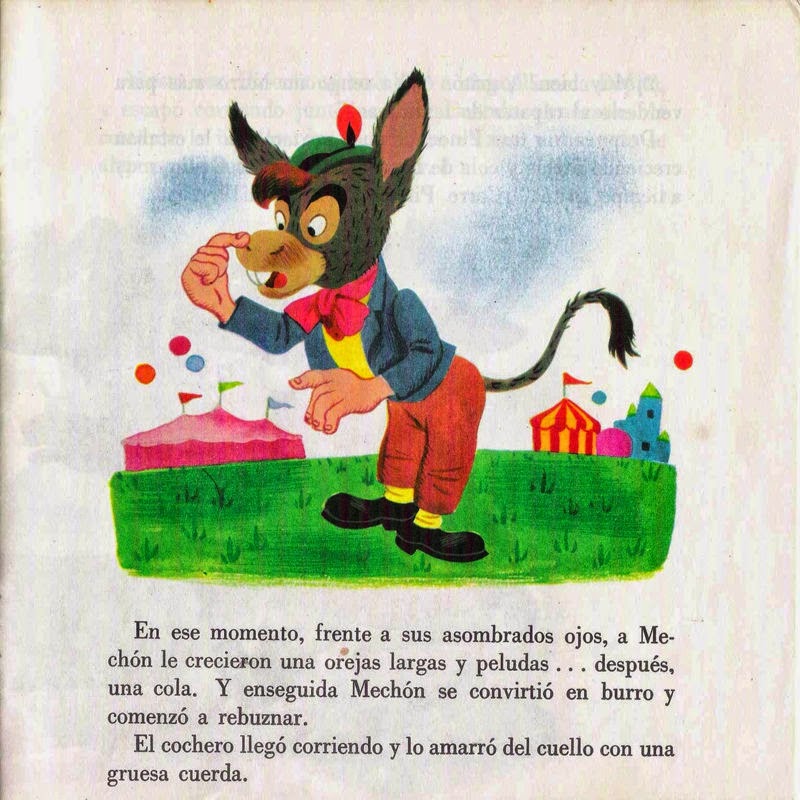 En ese momento, frente a sus asombrados ojos, a Me-
chón le crecieron una orejas largas y peludas . . . después,
una cola. Y enseguida Mechón se convirtió en burro y
comenzó a rebuznar.
El cochero llegó corriendo y lo amarró del cuello con una
gruesa cuerda.